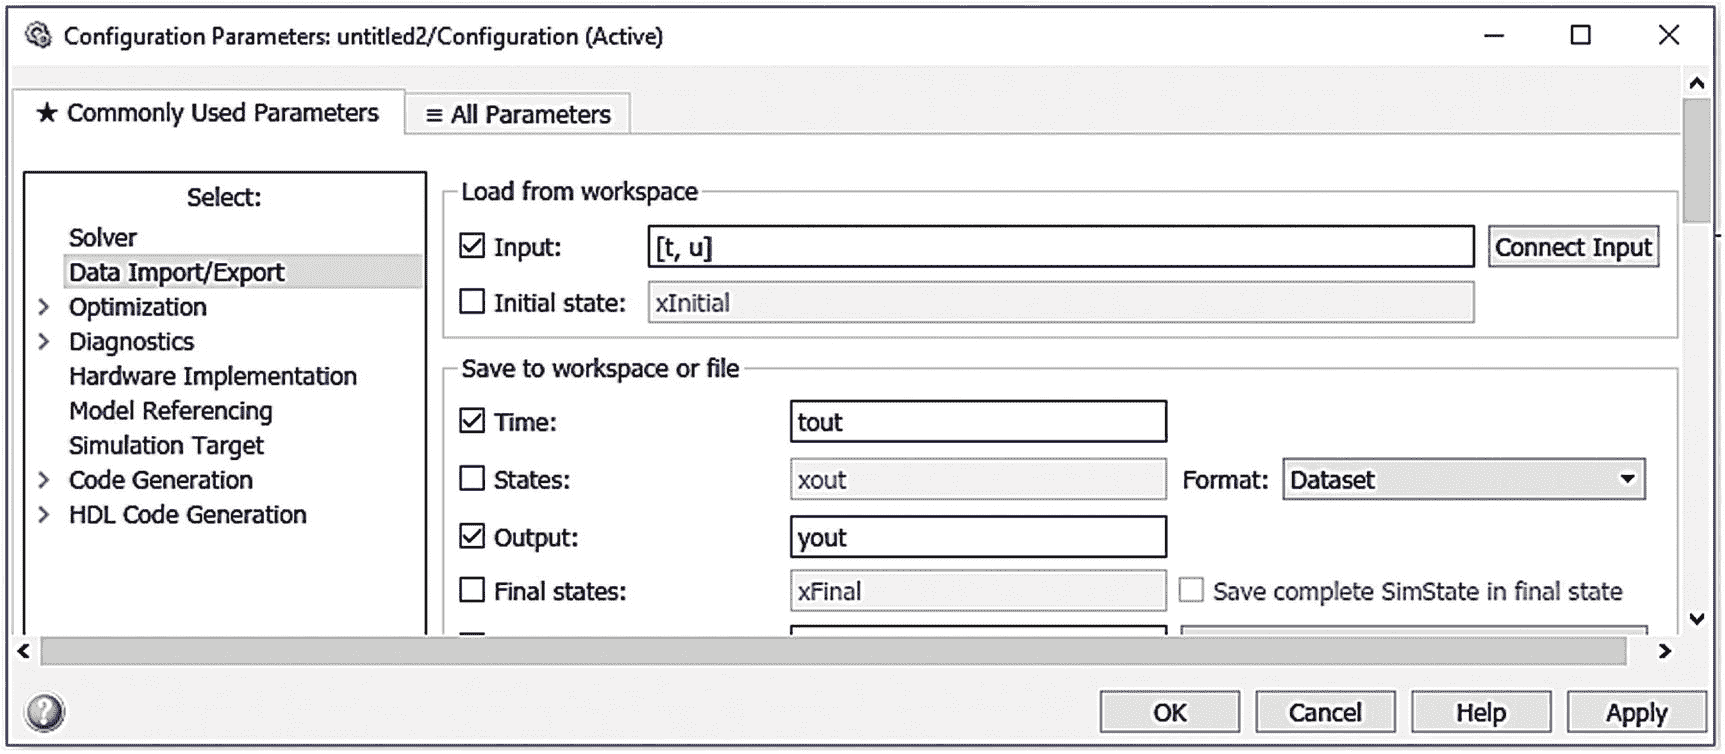 Configuration Parameters: untitled2/Configuration (Active)
★ Commonly Used Parameters
≡ All Parameters
Select:
Solver
Data Import/Export
Optimization
Diagnostics
Hardware Implementation
Model Referencing
Simulation Target
Code Generation
HDL Code Generation
Load from workspace
Input: [t, u] Connect Input
Initial state: xInitial
Save to workspace or file
Time: tout
States: xout Format: Dataset
Output: yout
Final states: xFinal Save complete SimState in final state
? OK Cancel Help Apply